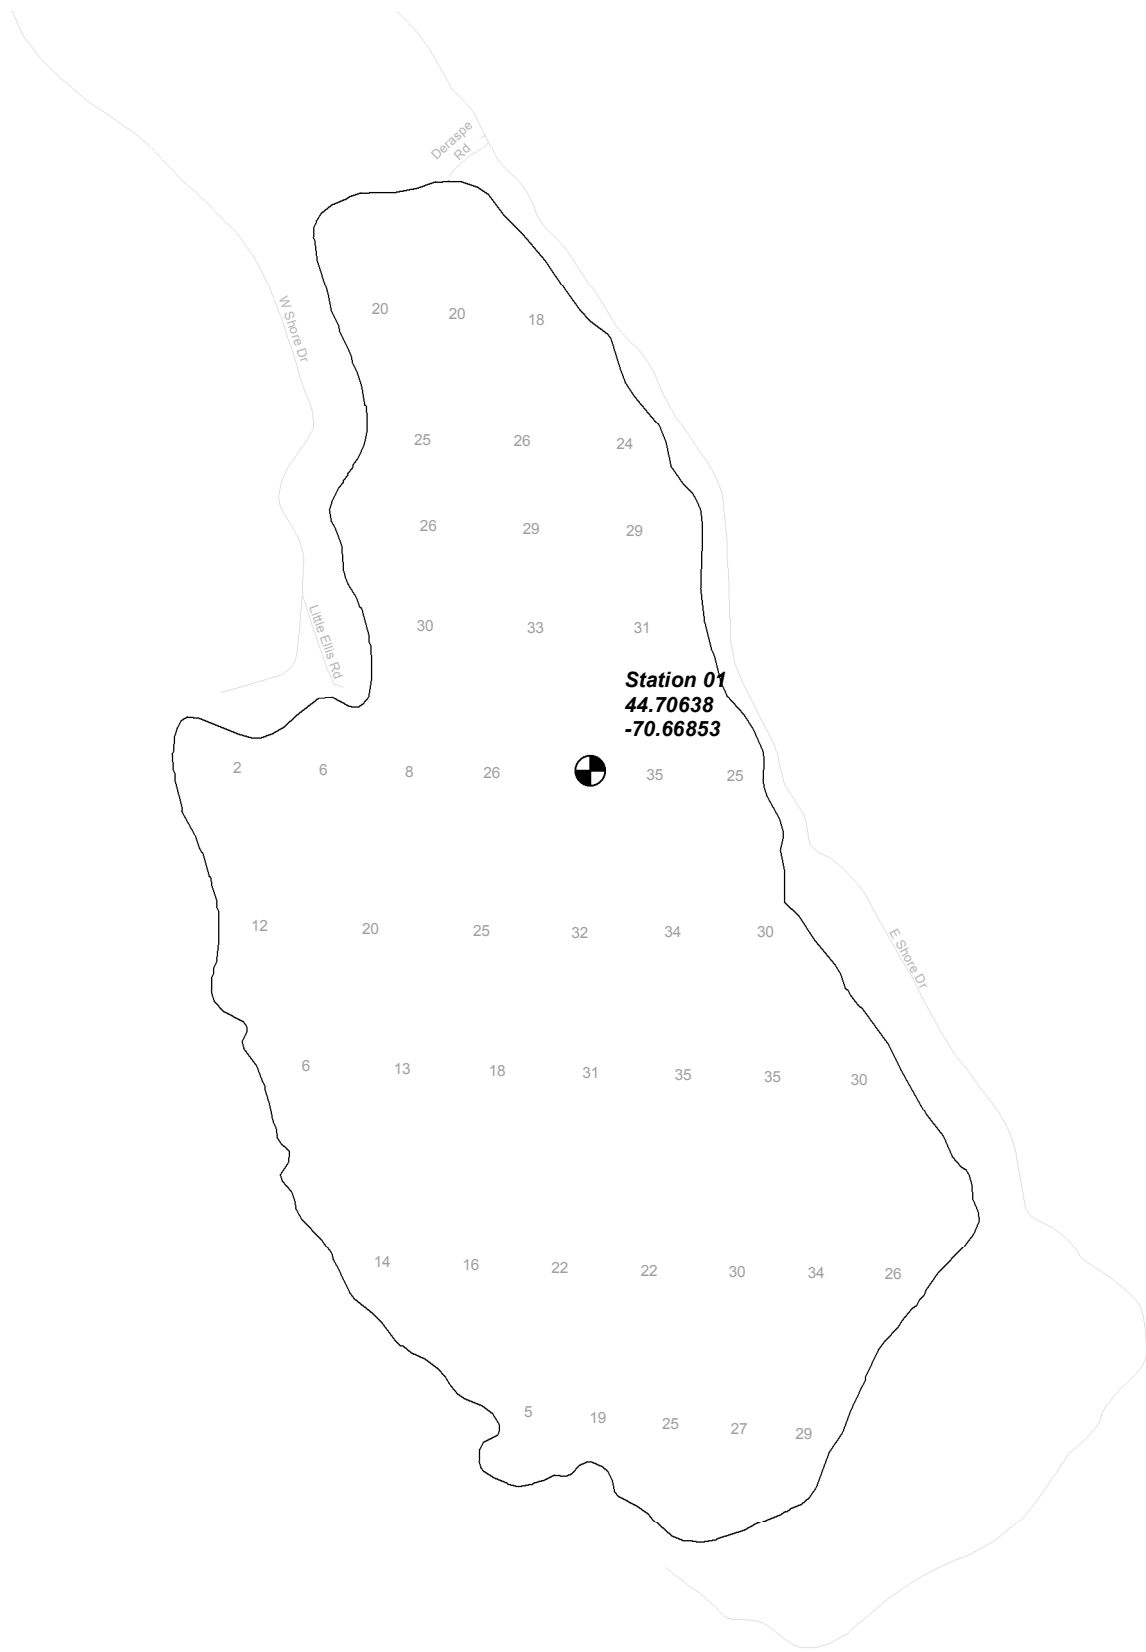 Deraspe
Rd
20 20 18
W Shore Dr
25 26 24
26 29 29
Little Ellis Rd
30 33 31
Station 01
44.70638
-70.66853
2 6 8 26 35 25
12 20 25 32 34 30
E Shore Dr
6 13 18 31 35 35 30
14 16 22 22 30 34 26
5 19 25 27 29